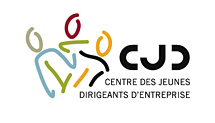 CJD
CENTRE DES JEUNES
DIRIGEANTS D'ENTREPRISE